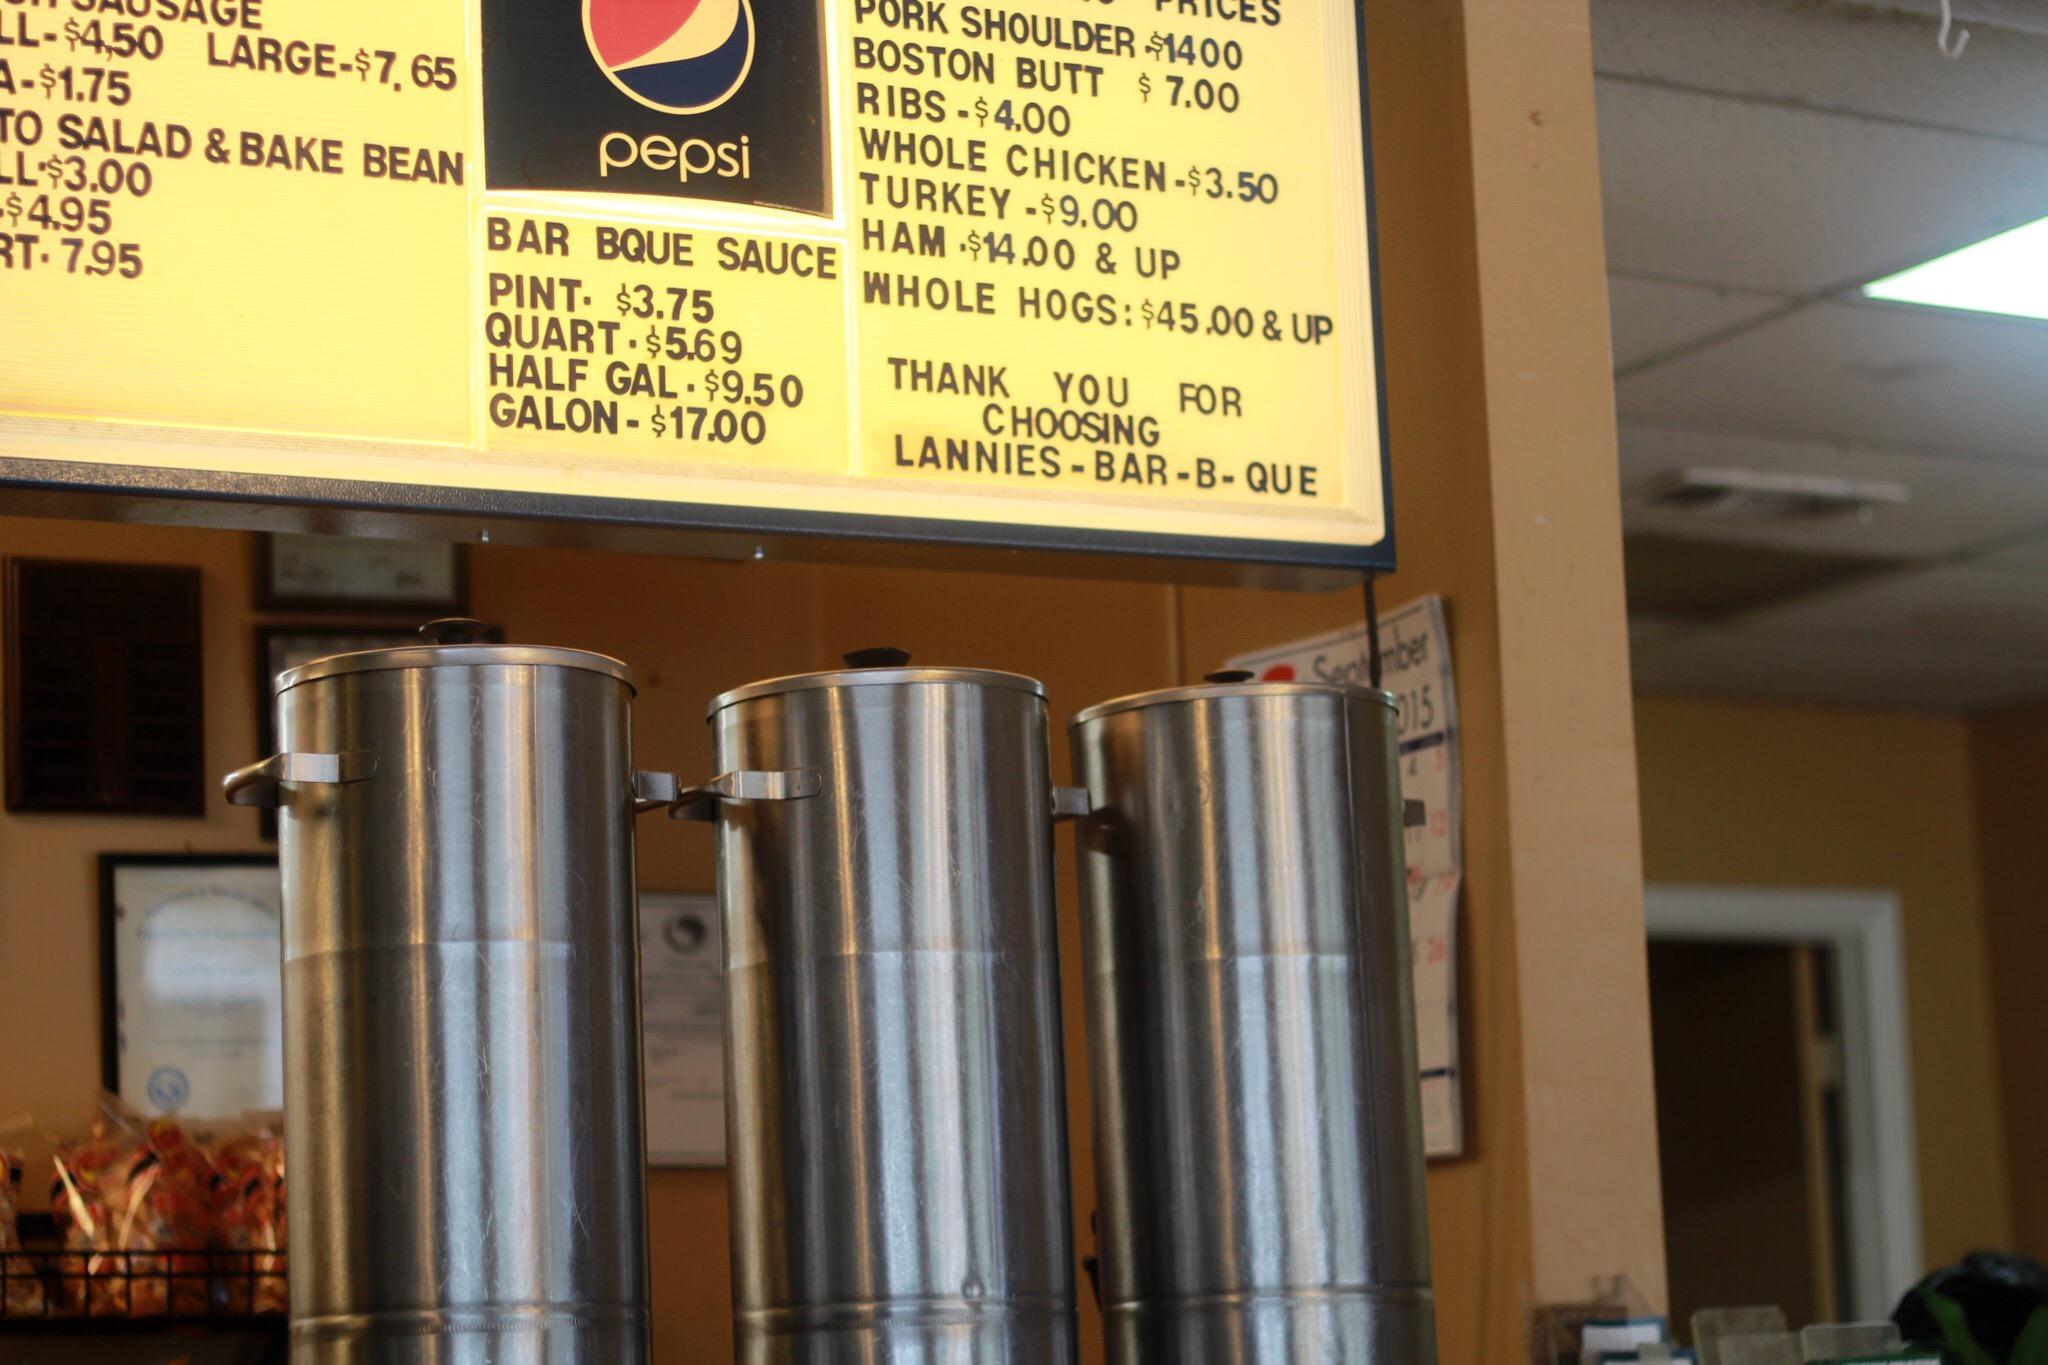 SAUSAGE
LL-$4,50 LARGE-$7,65
A-$1.75
TO SALAD & BAKE BEAN
LL-$3.00
-$4.95
RT. 7.95
pepsi
BAR BQUE SAUCE
PINT. $3.75
QUART. $5.69
HALF GAL. $9.50
GALON- $17.00
PRICES
PORK SHOULDER-$1400
BOSTON BUTT $ 7.00
RIBS-$4.00
WHOLE CHICKEN-$3.50
TURKEY-$9.00
HAM.$14.00 & UP
WHOLE HOGS: $45.00 & UP
THANK YOU FOR
CHOOSING
LANNIES-BAR-B-QUE
September
015